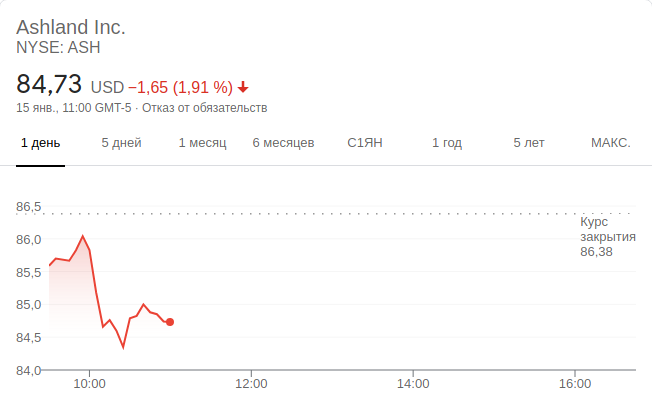 Ashland Inc.
NYSE: ASH
84,73 USD −1,65 (1,91 %)
15 янв., 11:00 GMT-5 · Отказ от обязательств
1 день 5 дней 1 месяц 6 месяцев С1ЯН 1 год 5 лет МАКС.
86,5
Курс
закрытия
86,38
86,0
85,5
85,0
84,5
84,0
10:00 12:00 14:00 16:00